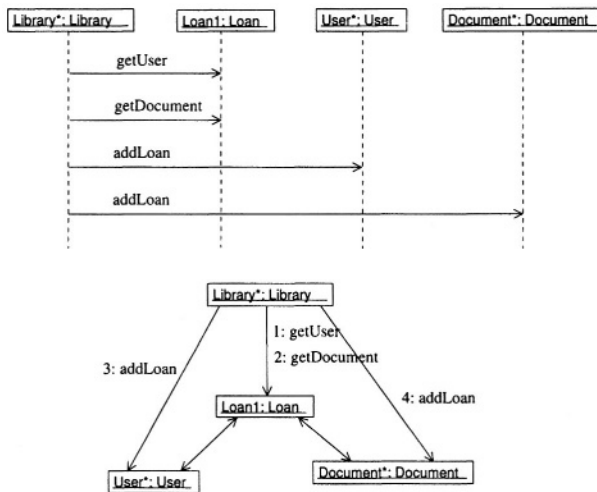 Library*: Library
Loan1: Loan
User*: User
Document*: Document
getUser
getDocument
addLoan
addLoan
Library*: Library
1: getUser
2: getDocument
3: addLoan
4: addLoan
Loan1: Loan
User*: User
Document*: Document